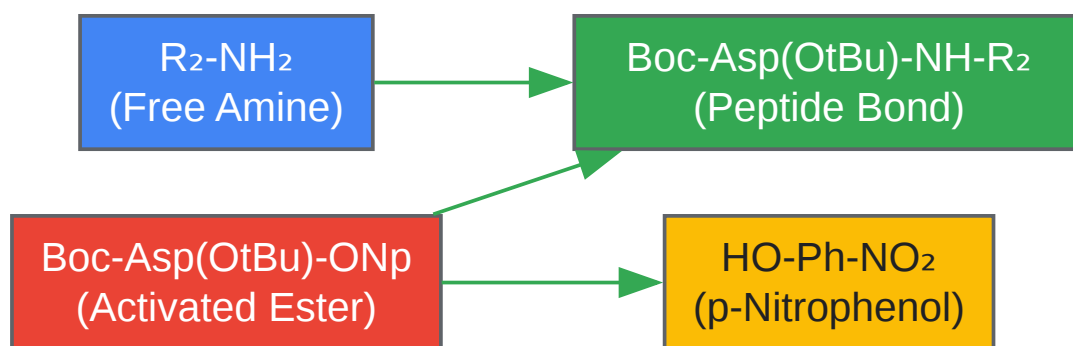 R₂-NH₂
(Free Amine)
Boc-Asp(OtBu)-NH-R₂
(Peptide Bond)
Boc-Asp(OtBu)-ONp
(Activated Ester)
HO-Ph-NO₂
(p-Nitrophenol)